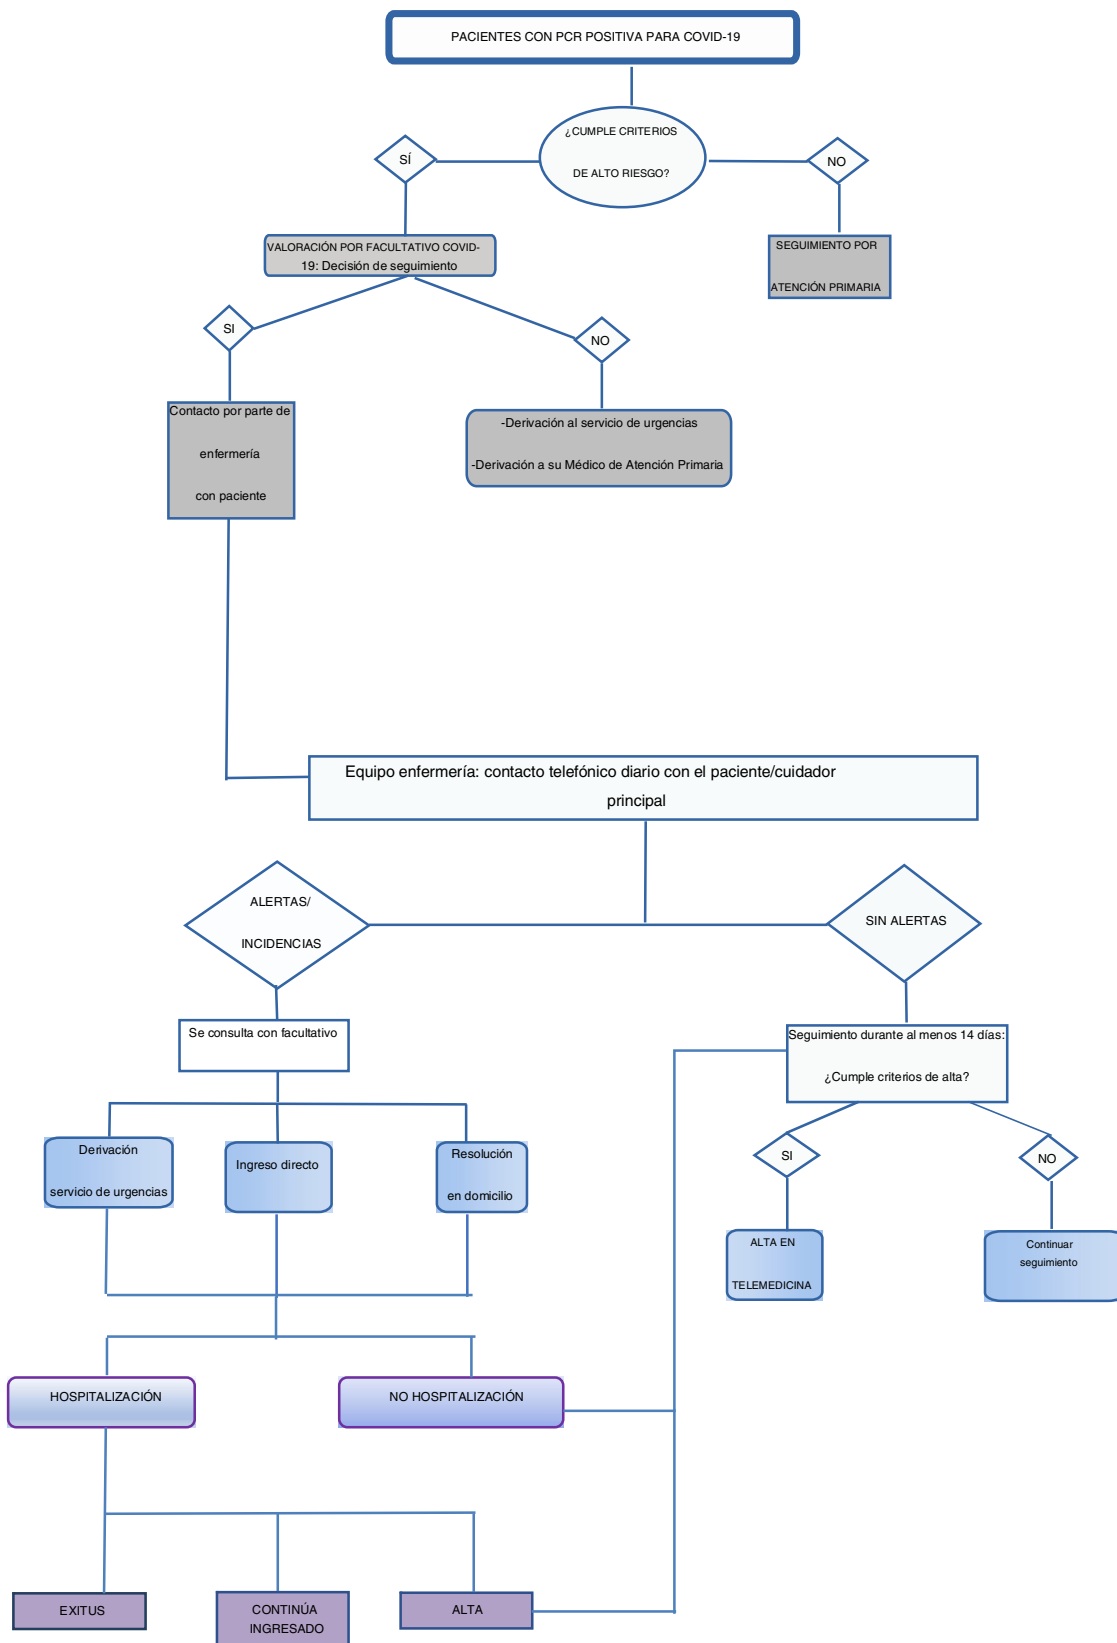 PACIENTES CON PCR POSITIVA PARA COVID-19
¿CUMPLE CRITERIOS
DE ALTO RIESGO?
SÍ
NO
VALORACIÓN POR FACULTATIVO COVID-
19: Decisión de seguimiento
SEGUIMIENTO POR
ATENCIÓN PRIMARIA
SI
NO
Contacto por parte de
enfermería
con paciente
-Derivación al servicio de urgencias
-Derivación a su Médico de Atención Primaria
Equipo enfermería: contacto telefónico diario con el paciente/cuidador
principal
ALERTAS/
INCIDENCIAS
SIN ALERTAS
Se consulta con facultativo
Seguimiento durante al menos 14 días:
¿Cumple criterios de alta?
Derivación
servicio de urgencias
Ingreso directo
Resolución
en domicilio
SI
NO
ALTA EN
TELEMEDICINA
Continuar
seguimiento
HOSPITALIZACIÓN
NO HOSPITALIZACIÓN
EXITUS
CONTINÚA
INGRESADO
ALTA